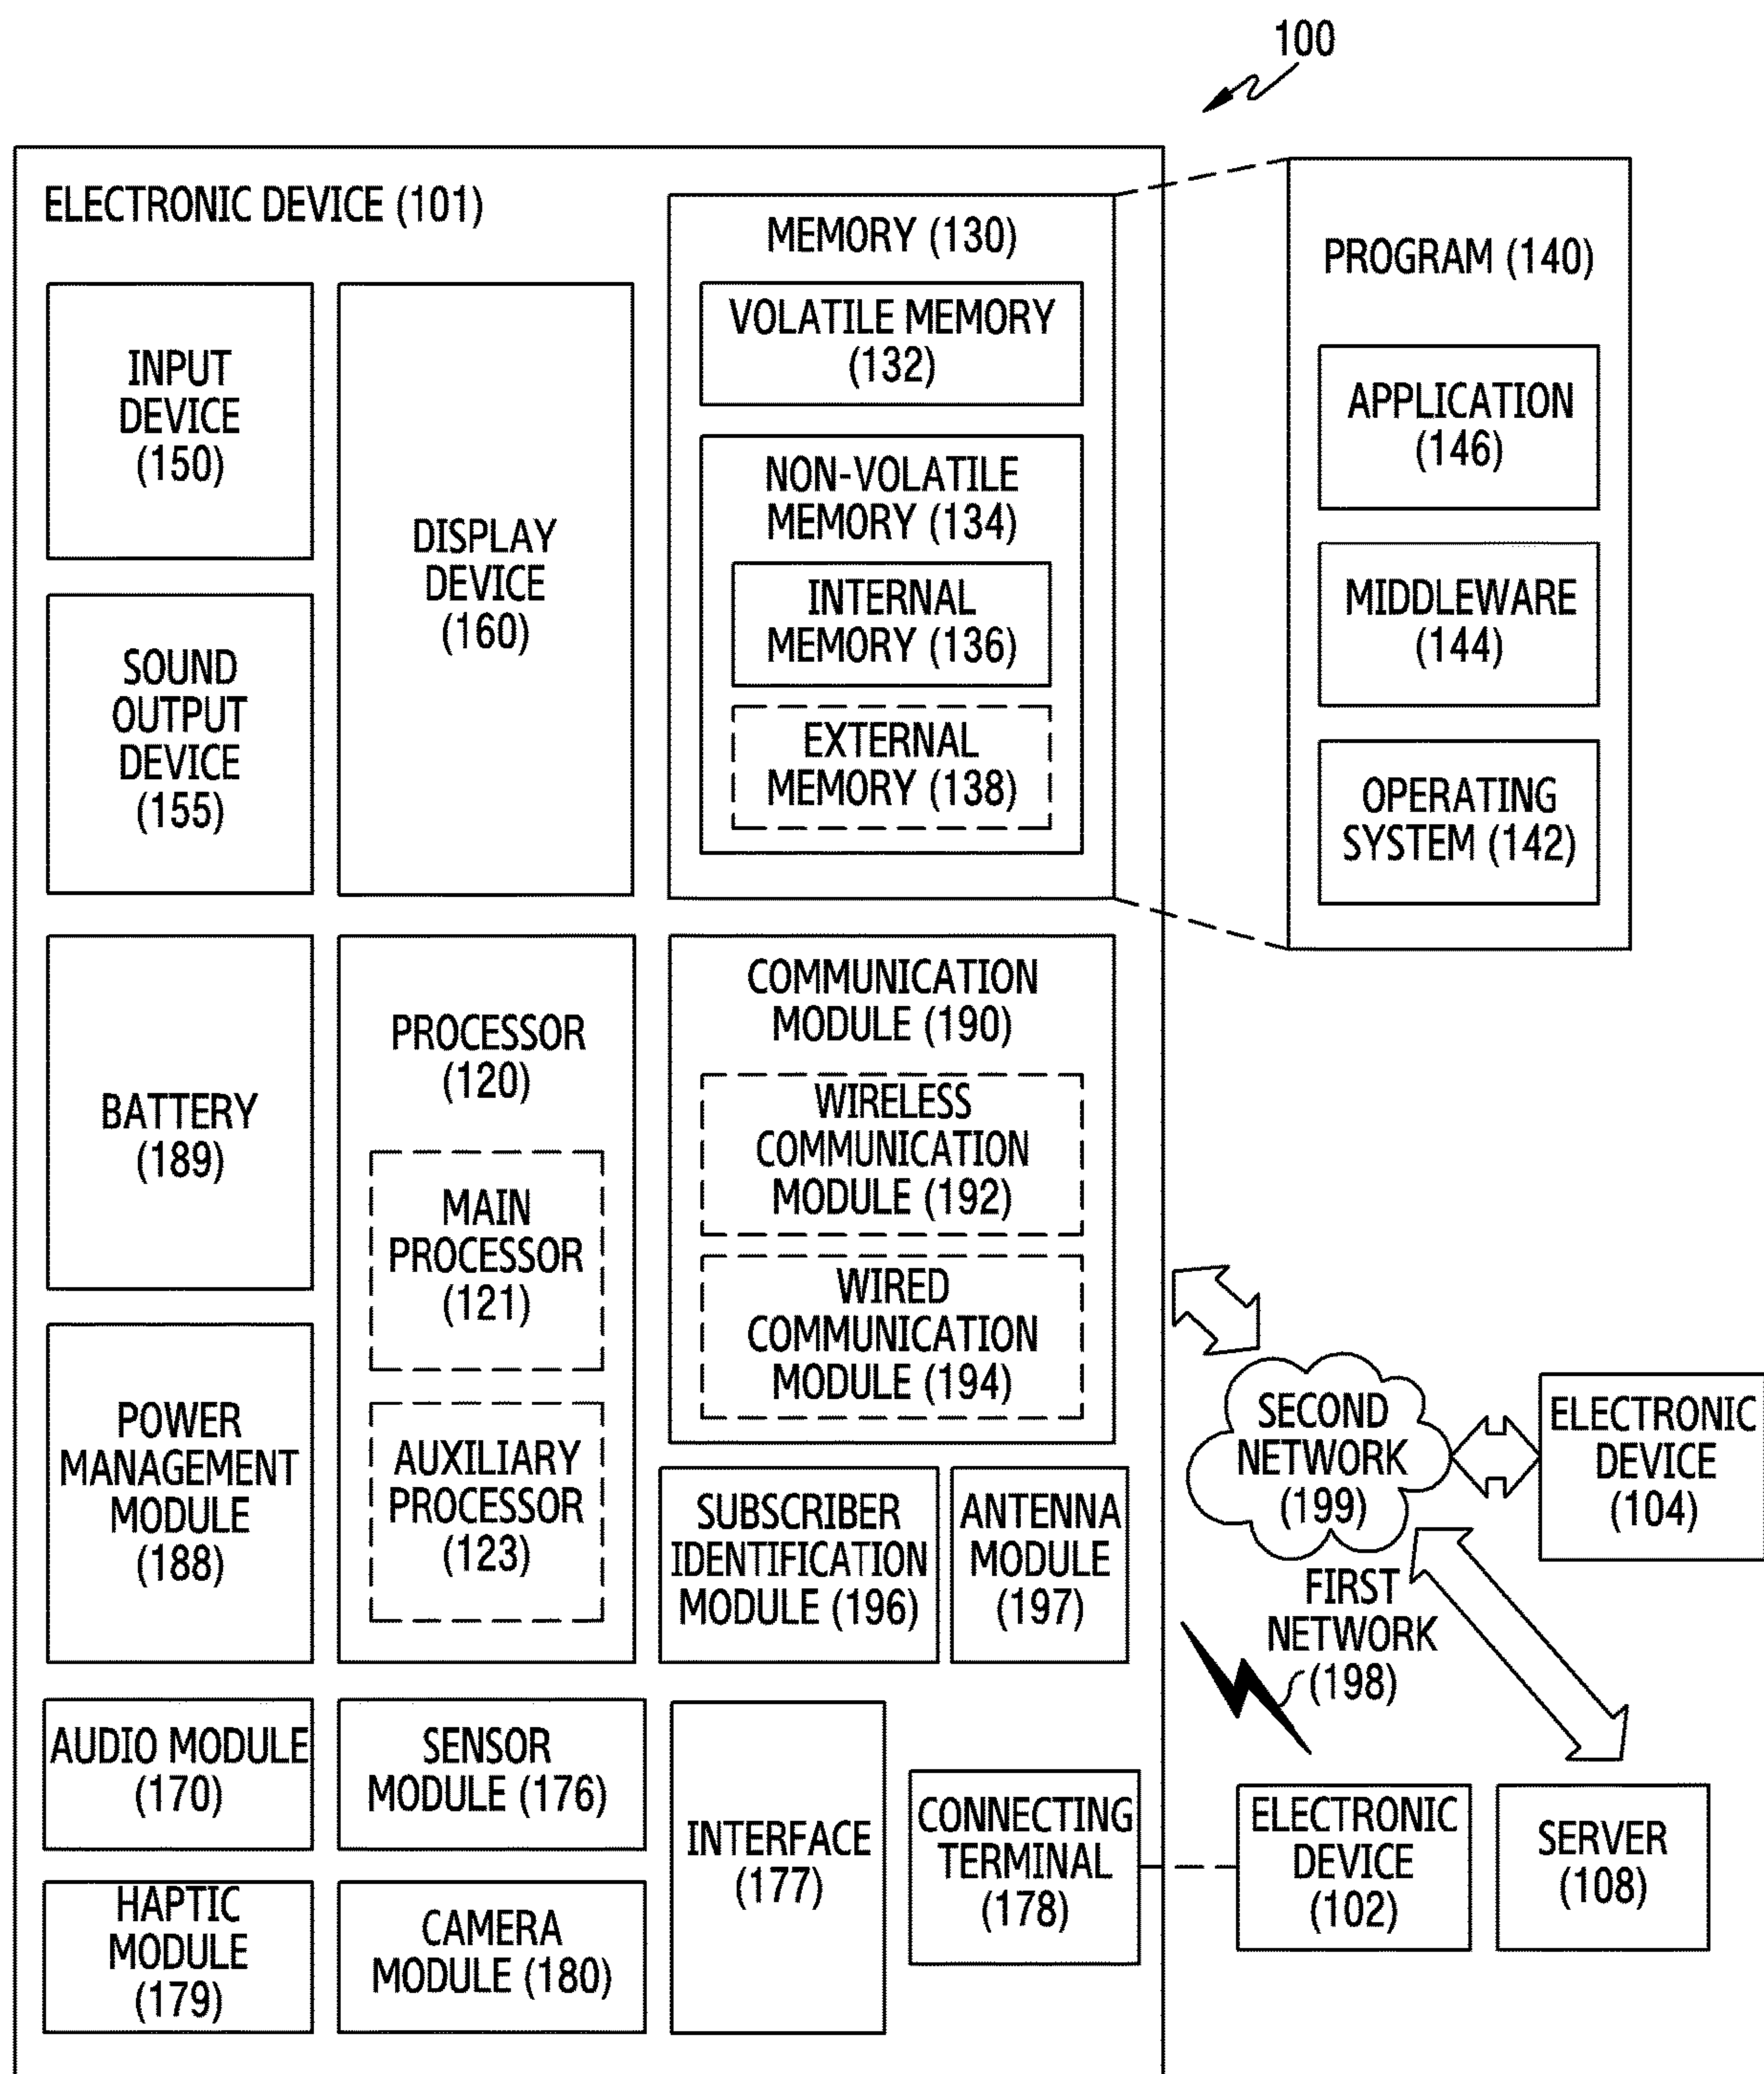 100
ELECTRONIC DEVICE (101)
INPUT
DEVICE
(150)
SOUND
OUTPUT
DEVICE
(155)
DISPLAY
DEVICE
(160)
MEMORY (130)
VOLATILE MEMORY
(132)
NON-VOLATILE
MEMORY (134)
INTERNAL
MEMORY (136)
EXTERNAL
MEMORY (138)
PROGRAM (140)
APPLICATION
(146)
MIDDLEWARE
(144)
OPERATING
SYSTEM (142)
BATTERY
(189)
POWER
MANAGEMENT
MODULE
(188)
PROCESSOR
(120)
MAIN
PROCESSOR
(121)
AUXILIARY
PROCESSOR
(123)
COMMUNICATION
MODULE (190)
WIRELESS
COMMUNICATION
MODULE (192)
WIRED
COMMUNICATION
MODULE (194)
SUBSCRIBER
IDENTIFICATION
MODULE (196)
ANTENNA
MODULE
(197)
SECOND
NETWORK
(199)
ELECTRONIC
DEVICE
(104)
FIRST
NETWORK
(198)
AUDIO MODULE
(170)
SENSOR
MODULE (176)
INTERFACE
(177)
CONNECTING
TERMINAL
(178)
ELECTRONIC
DEVICE
(102)
SERVER
(108)
HAPTIC
MODULE
(179)
CAMERA
MODULE (180)